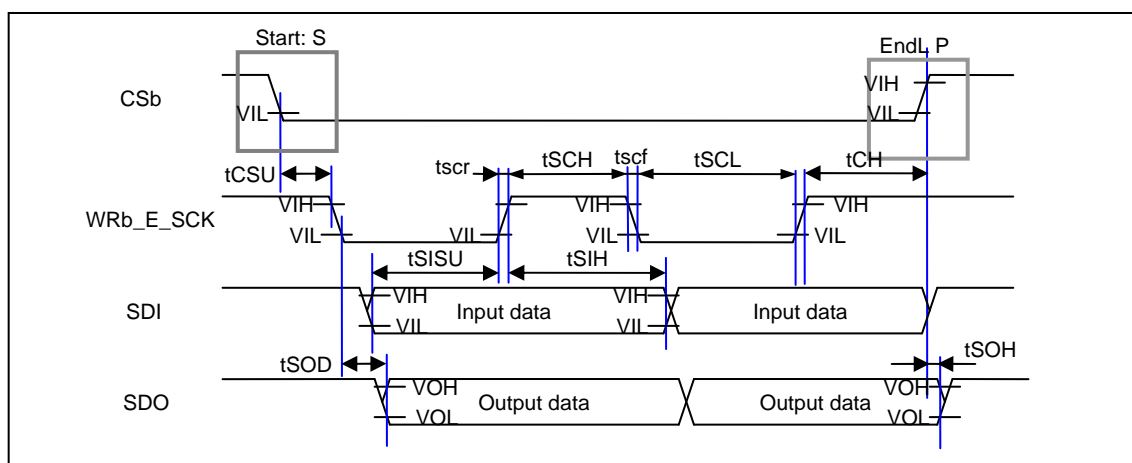 Start: S
EndL P
CSb
VIL
VIH
VIL
tCSU
tscr
tSCH
tscf
tSCL
tCH
WRb_E_SCK
VIH
VIL
VIL
VIH
VIL
VIH
VIL
tSISU
tSIH
SDI
VIH
VIL
Input data
VIH
VIL
Input data
tSOD
tSOH
SDO
VOH
VOL
Output data
Output data
VOH
VOL